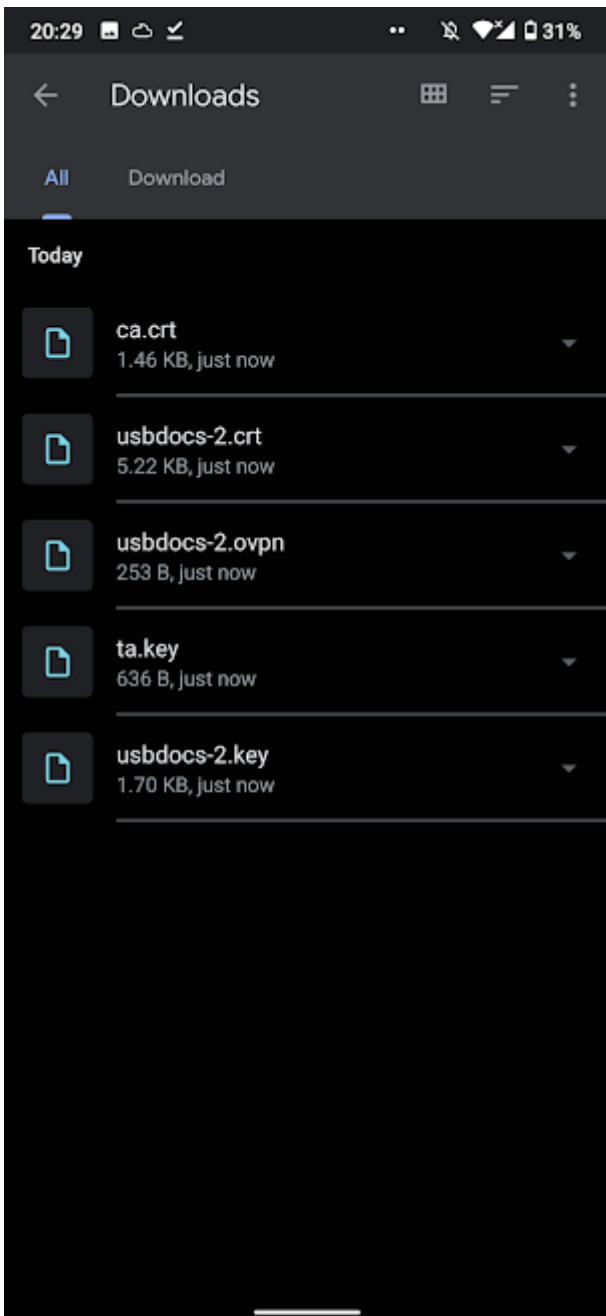 20:29 31%
Downloads
All Download
Today
ca.crt
1.46 KB, just now
usbdocs-2.crt
5.22 KB, just now
usbdocs-2.ovpn
253 B, just now
ta.key
636 B, just now
usbdocs-2.key
1.70 KB, just now